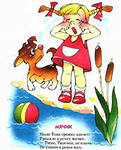 МЯЧИК
Наша Таня громко плачет:
Уронила в речку мячик.
— Тише, Танечка, не плачь:
Не утонет в речке мяч.